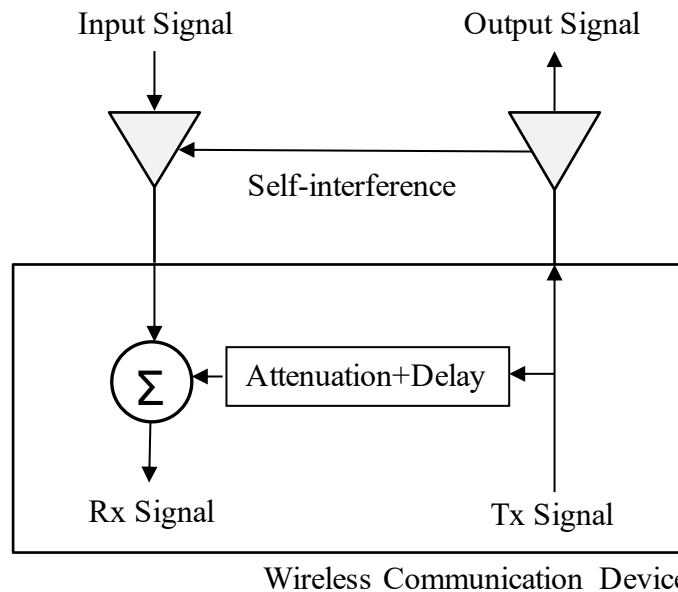 Input Signal
Output Signal
Self-interference
Σ
Attenuation+Delay
Rx Signal
Tx Signal
Wireless Communication Device